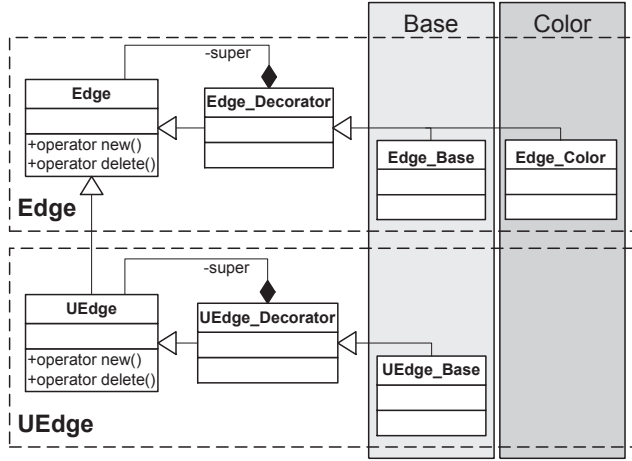 Base
Color
-super
Edge
+operator new()
+operator delete()
Edge_Decorator
Edge_Base
Edge_Color
Edge
-super
UEdge
+operator new()
+operator delete()
UEdge_Decorator
UEdge_Base
UEdge